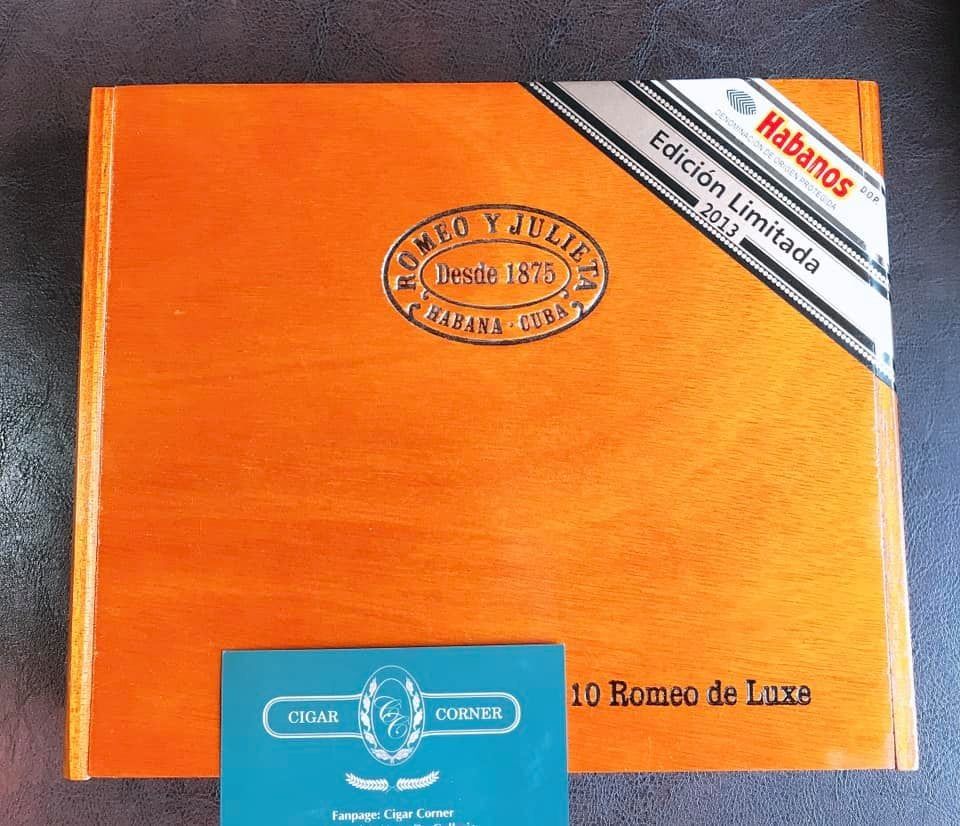 Habanos
D.O.P.
DENOMINACIÓN DE ORIGEN PROTEGIDA
Edición Limitada
2013
ROMEO Y JULIETA
Desde 1875
HABANA · CUBA
10 Romeo de Luxe
CIGAR CC CORNER
Fanpage: Cigar Corner